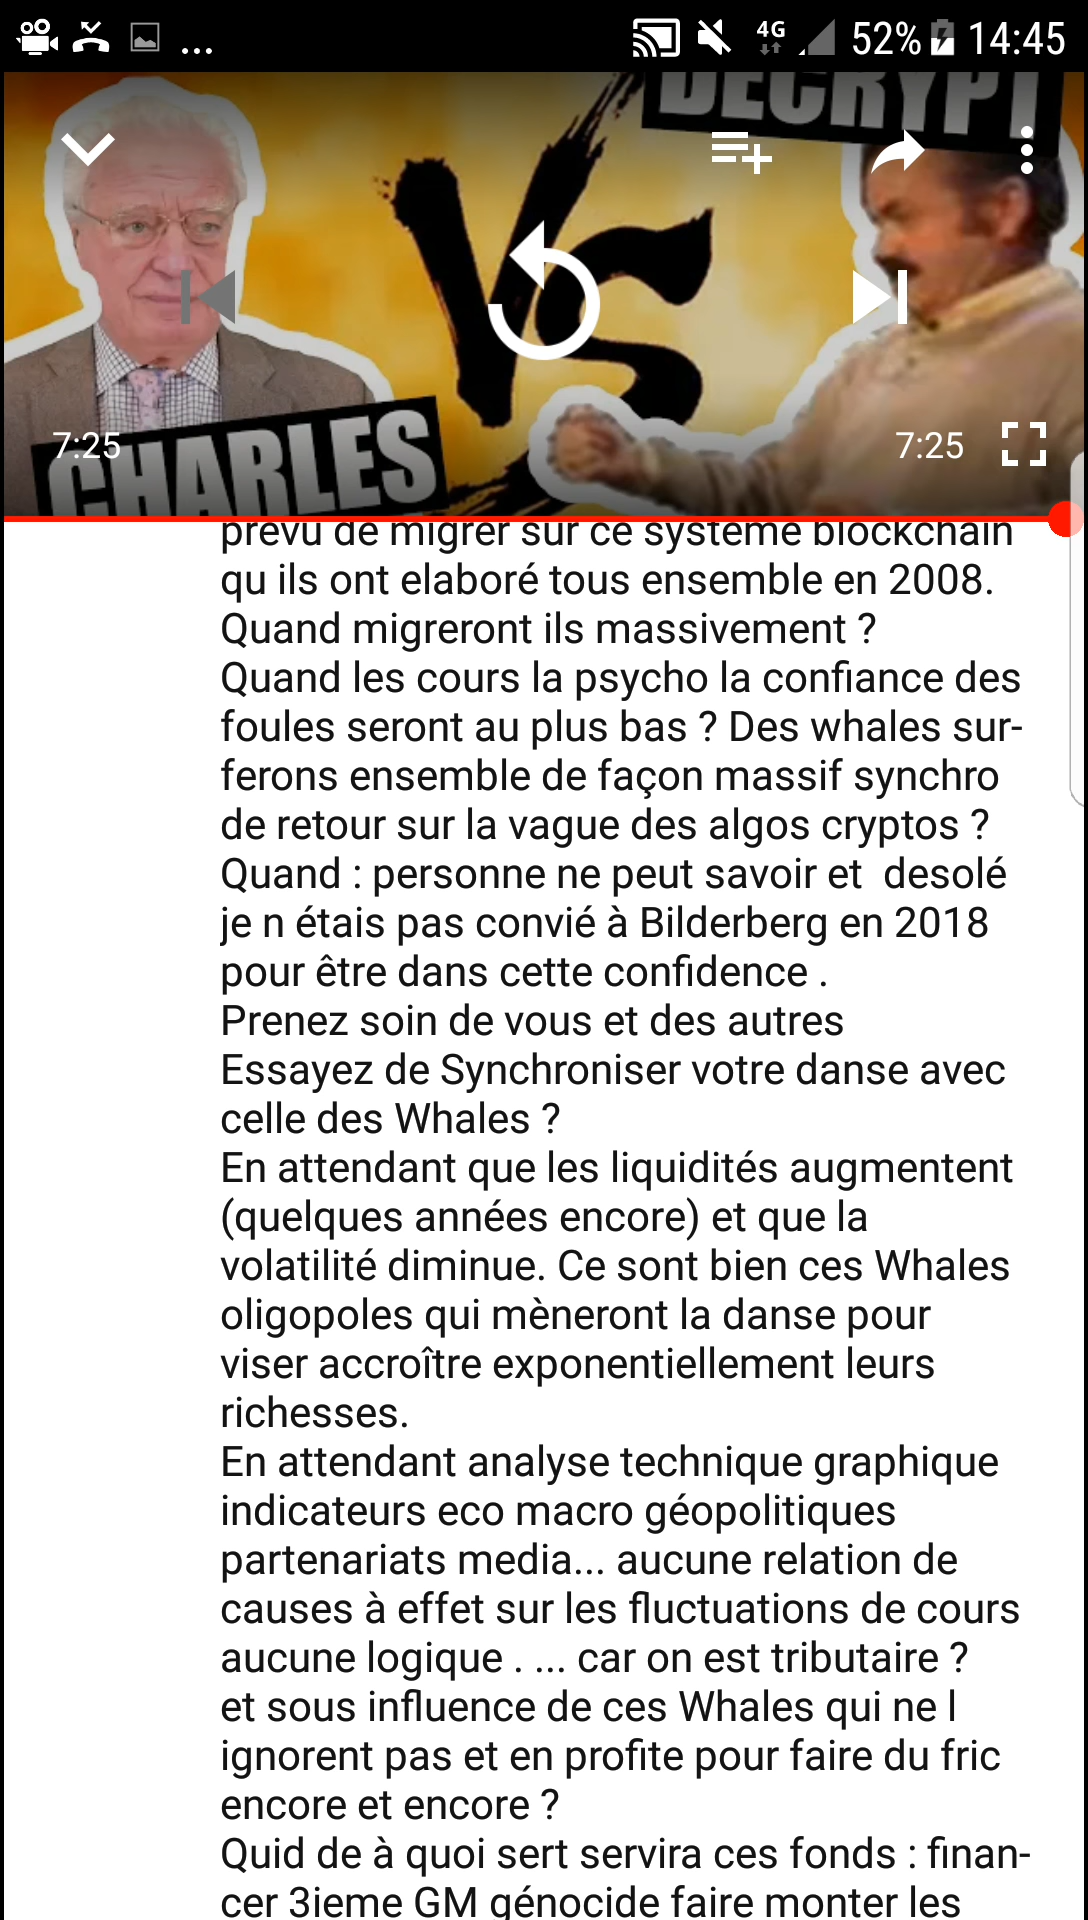 4G 52% 14:45
DECRYPT
VS
7:25
CHARLES
7:25
prévu de migrer sur ce système blockchain
qu ils ont elaboré tous ensemble en 2008.
Quand migreront ils massivement ?
Quand les cours la psycho la confiance des
foules seront au plus bas ? Des whales sur-
ferons ensemble de façon massif synchro
de retour sur la vague des algos cryptos ?
Quand : personne ne peut savoir et  desolé
je n étais pas convié à Bilderberg en 2018
pour être dans cette confidence .
Prenez soin de vous et des autres
Essayez de Synchroniser votre danse avec
celle des Whales ?
En attendant que les liquidités augmentent
(quelques années encore) et que la
volatilité diminue. Ce sont bien ces Whales
oligopoles qui mèneront la danse pour
viser accroître exponentiellement leurs
richesses.
En attendant analyse technique graphique
indicateurs eco macro géopolitiques
partenariats media... aucune relation de
causes à effet sur les fluctuations de cours
aucune logique . ... car on est tributaire ?
et sous influence de ces Whales qui ne l
ignorent pas et en profite pour faire du fric
encore et encore ?
Quid de à quoi sert servira ces fonds : finan-
cer 3ieme GM génocide faire monter les